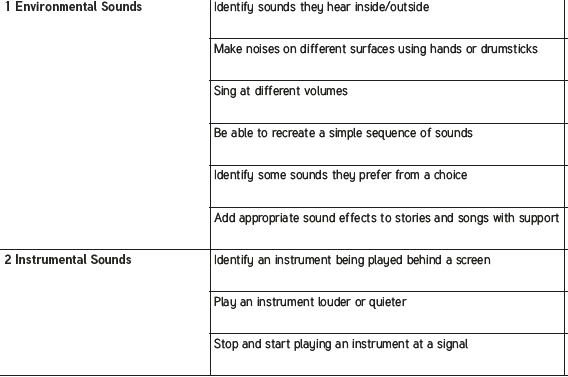 1 Environmental Sounds
Identify sounds they hear inside/outside
Make noises on different surfaces using hands or drumsticks
Sing at different volumes
Be able to recreate a simple sequence of sounds
Identify some sounds they prefer from a choice
Add appropriate sound effects to stories and songs with support
2 Instrumental Sounds
Identify an instrument being played behind a screen
Play an instrument louder or quieter
Stop and start playing an instrument at a signal